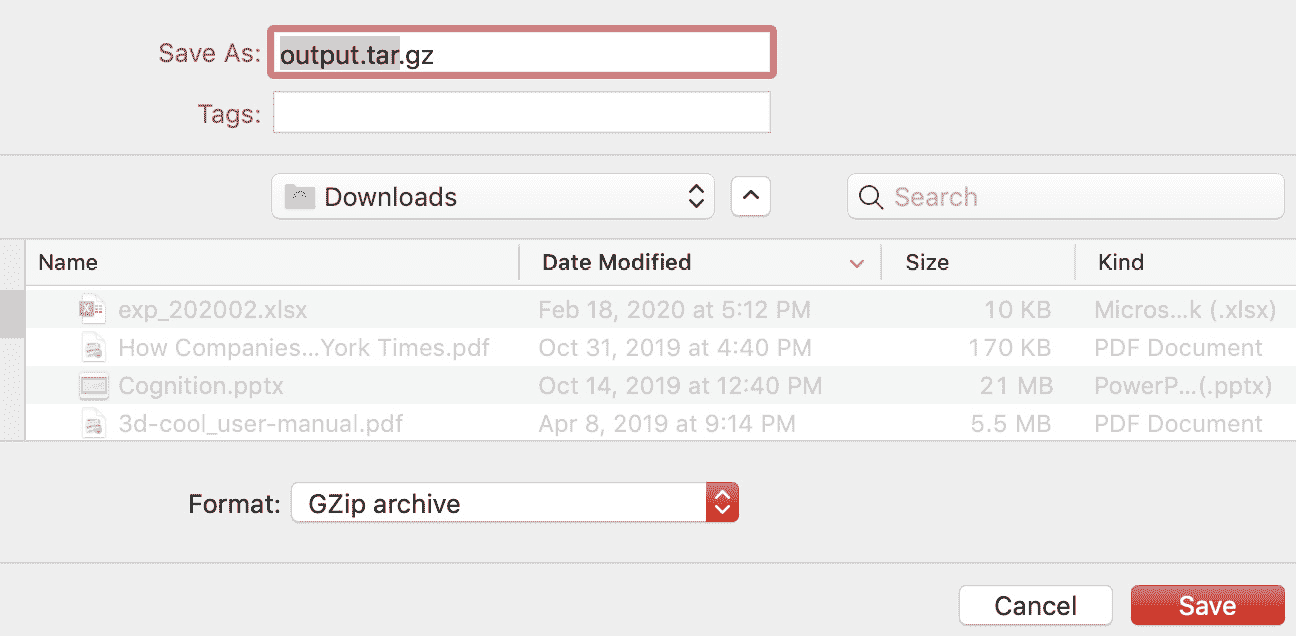 Save As: output.tar.gz
Tags:
Downloads Search
Name Date Modified Size Kind
exp_202002.xlsx Feb 18, 2020 at 5:12 PM 10 KB Micros...k (.xlsx)
How Companies...York Times.pdf Oct 31, 2019 at 4:40 PM 170 KB PDF Document
Cognition.pptx Oct 14, 2019 at 12:40 PM 21 MB PowerP...(.pptx)
3d-cool_user-manual.pdf Apr 8, 2019 at 9:14 PM 5.5 MB PDF Document
Format: GZip archive
Cancel Save